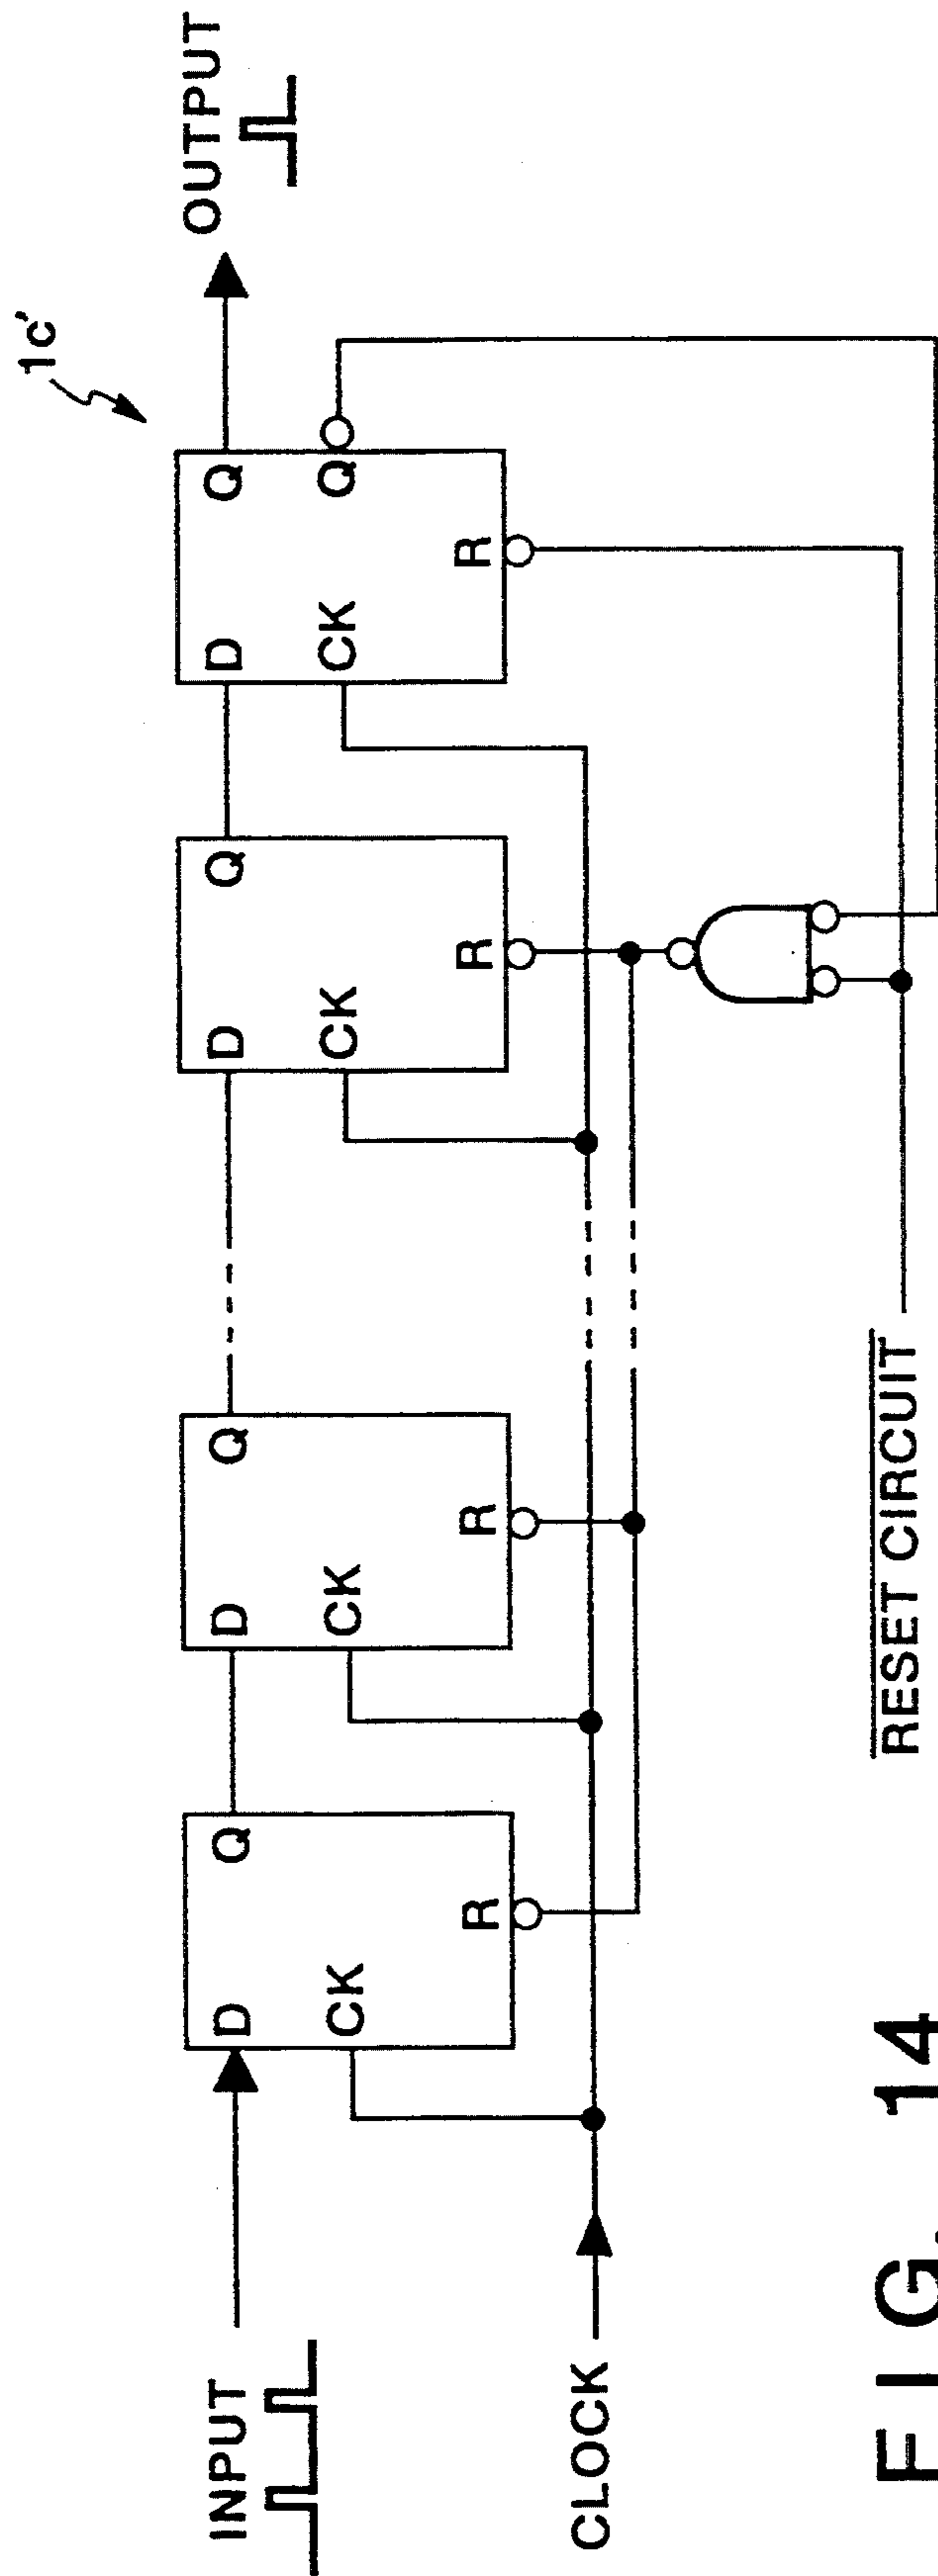 1c'
INPUT
OUTPUT
D Q
D Q
D Q
D Q
CK
CK
CK
CK Q
R
R
R
R
CLOCK
RESET CIRCUIT
FIG. 14